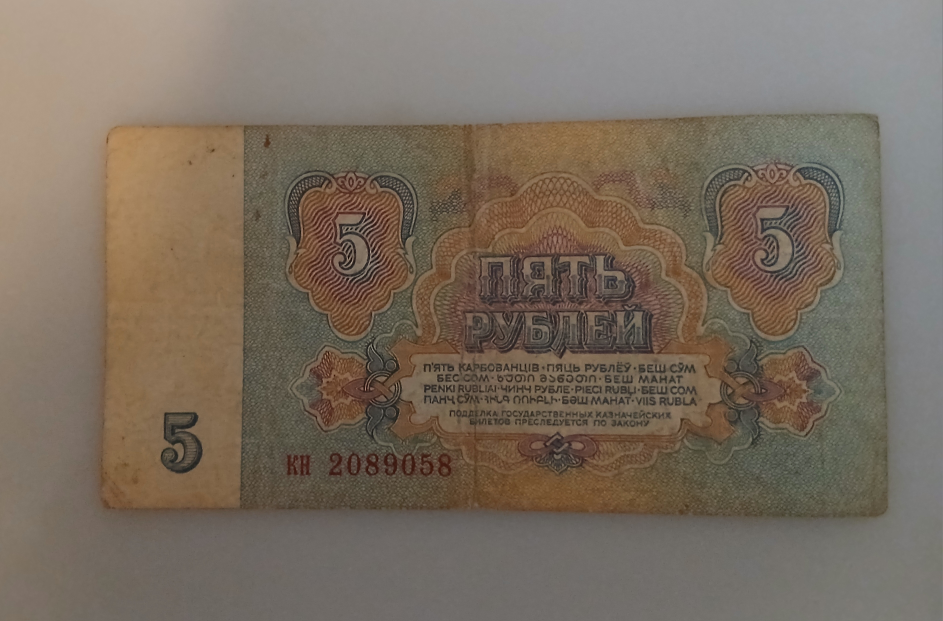 5
5
ПЯТЬ
РУБЛЕЙ
П'ЯТЬ КАРБОВАНЦІВ·ПЯЦЬ РУБЛЁЎ·БЕШ СЎМ
БЕС СОМ·ᲮᲣᲗᲘ ᲛᲐᲜᲔᲗᲘ·БЕШ МАНАТ
PENKI RUBLIAI·ЧИНЧЬ РУБЛЕ·PIECI RUBĻI·БЕШ СОМ
ПАНҶ СӮМ·ՀԻՆԳ ՌՈՒԲԼԻ·БӘШ МАНАТ·VIIS RUBLA
ПОДДЕЛКА ГОСУДАРСТВЕННЫХ КАЗНАЧЕЙСКИХ
БИЛЕТОВ ПРЕСЛЕДУЕТСЯ ПО ЗАКОНУ
5
кн 2089058